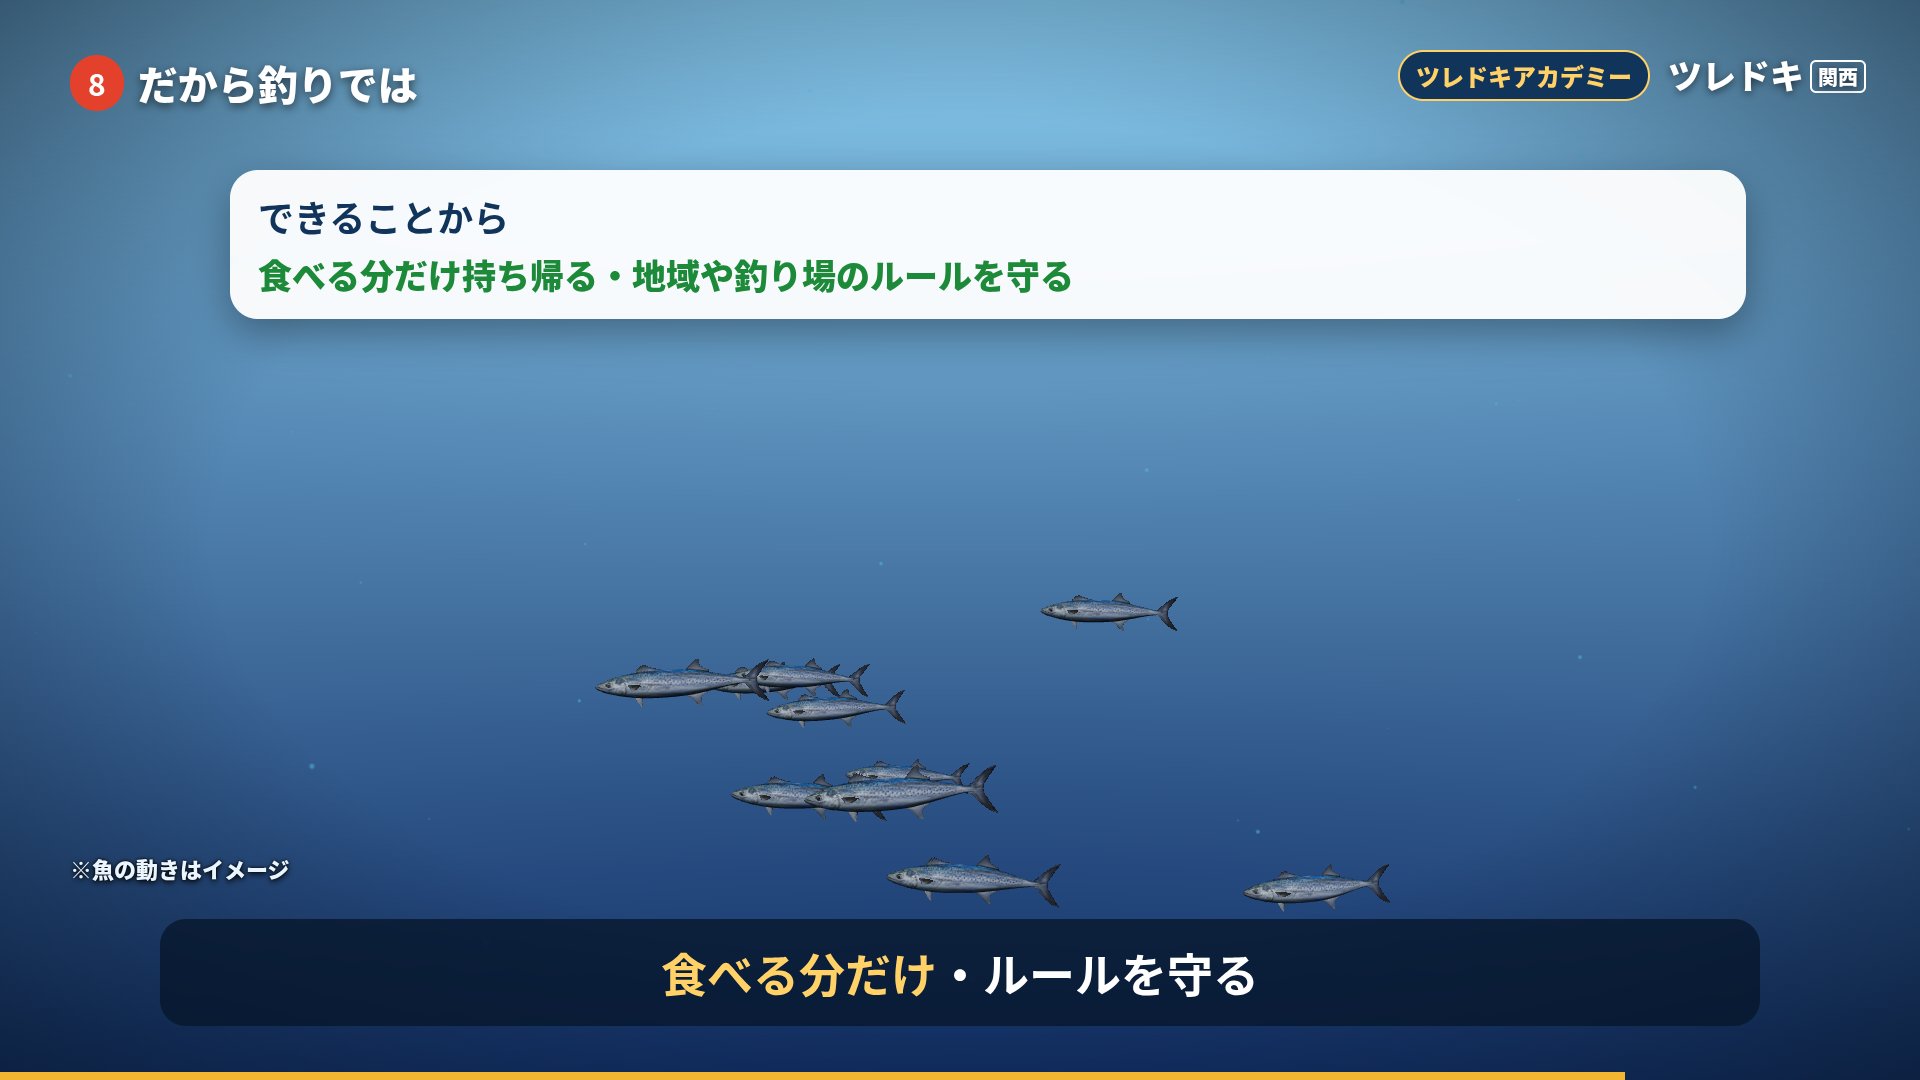 8 だから釣りでは
ツレドキアカデミー ツレドキ 関西
できることから
食べる分だけ持ち帰る・地域や釣り場のルールを守る
※魚の動きはイメージ
食べる分だけ・ルールを守る